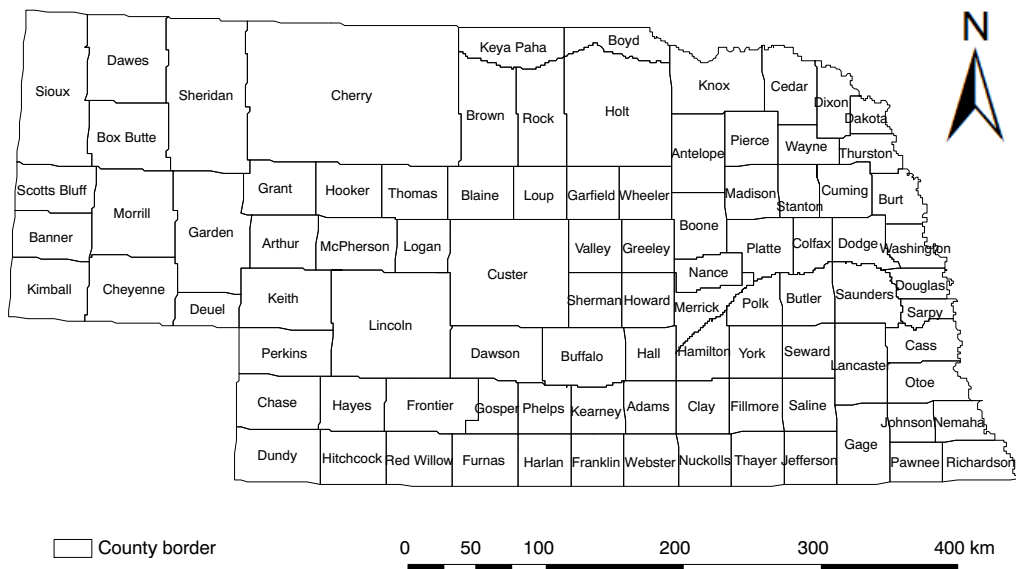 N
Boyd
Keya Paha
Dawes
Knox
Cedar
Sioux
Sheridan
Cherry
Dixon
Holt
Brown
Rock
Dakota
Box Butte
Pierce
Wayne
Antelope
Thurston
Scotts Bluff
Grant
Hooker
Thomas
Blaine
Loup
Garfield
Wheeler
Madison
Stanton
Cuming
Burt
Morrill
Boone
Garden
Banner
Arthur
McPherson
Logan
Valley
Greeley
Platte
Colfax
Dodge
Washington
Custer
Nance
Kimball
Cheyenne
Keith
Sherman
Howard
Merrick
Polk
Butler
Saunders
Douglas
Deuel
Sarpy
Lincoln
Perkins
Dawson
Buffalo
Hall
Hamilton
York
Seward
Lancaster
Cass
Otoe
Chase
Hayes
Frontier
Gosper
Phelps
Kearney
Adams
Clay
Fillmore
Saline
Johnson
Nemaha
Gage
Dundy
Hitchcock
Red Willow
Furnas
Harlan
Franklin
Webster
Nuckolls
Thayer
Jefferson
Pawnee
Richardson
County border
0 50 100 200 300 400 km